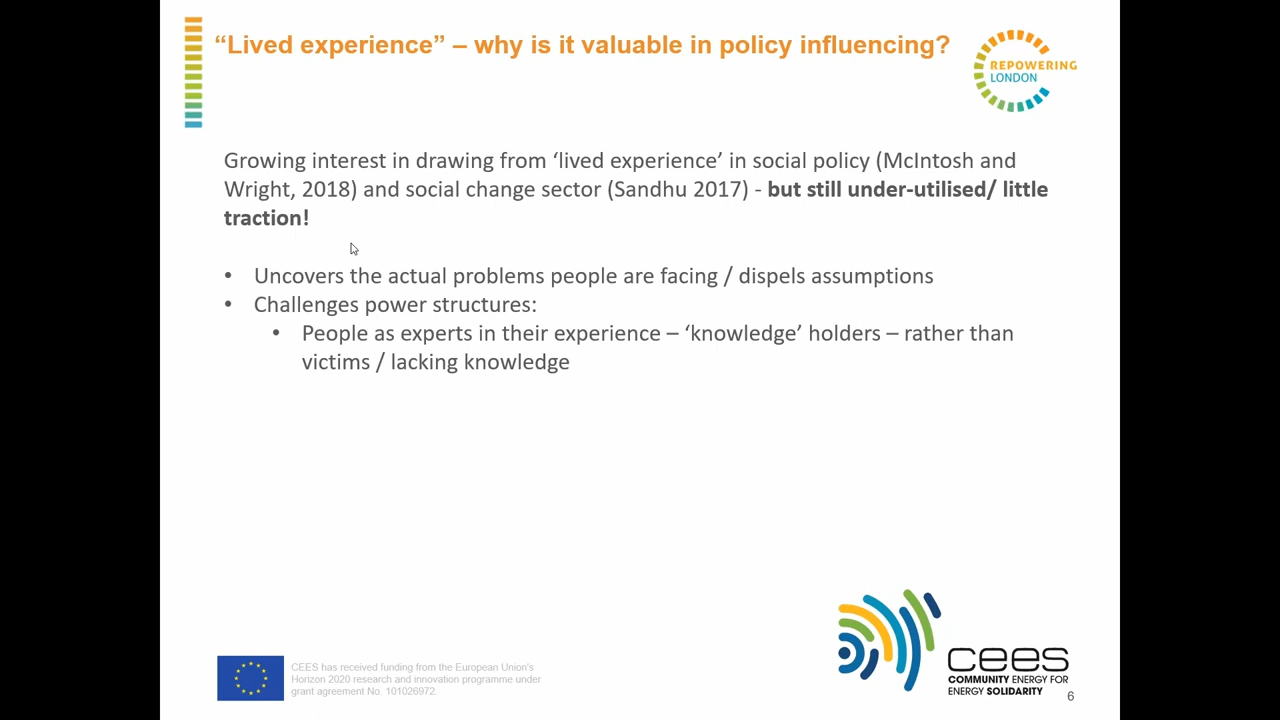 “Lived experience” – why is it valuable in policy influencing?
REPOWERING
LONDON
Growing interest in drawing from ‘lived experience’ in social policy (McIntosh and
Wright, 2018) and social change sector (Sandhu 2017) - but still under-utilised/ little
traction!
• Uncovers the actual problems people are facing / dispels assumptions
• Challenges power structures:
• People as experts in their experience – ‘knowledge’ holders – rather than
victims / lacking knowledge
CEES has received funding from the European Union's
Horizon 2020 research and innovation programme under
grant agreement No. 101026972.
cees
COMMUNITY ENERGY FOR
ENERGY SOLIDARITY
6